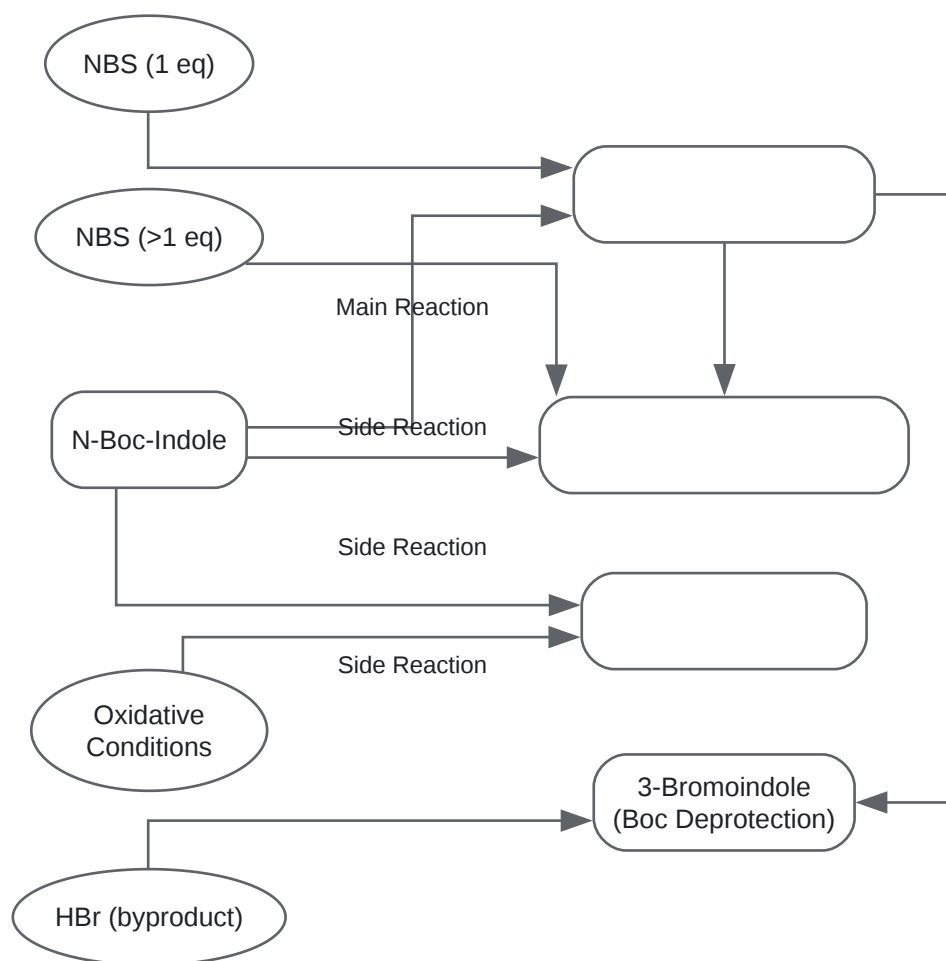 NBS (1 eq)
NBS (>1 eq)
Main Reaction
N-Boc-Indole
Side Reaction
Side Reaction
Side Reaction
Oxidative
Conditions
3-Bromoindole
(Boc Deprotection)
HBr (byproduct)